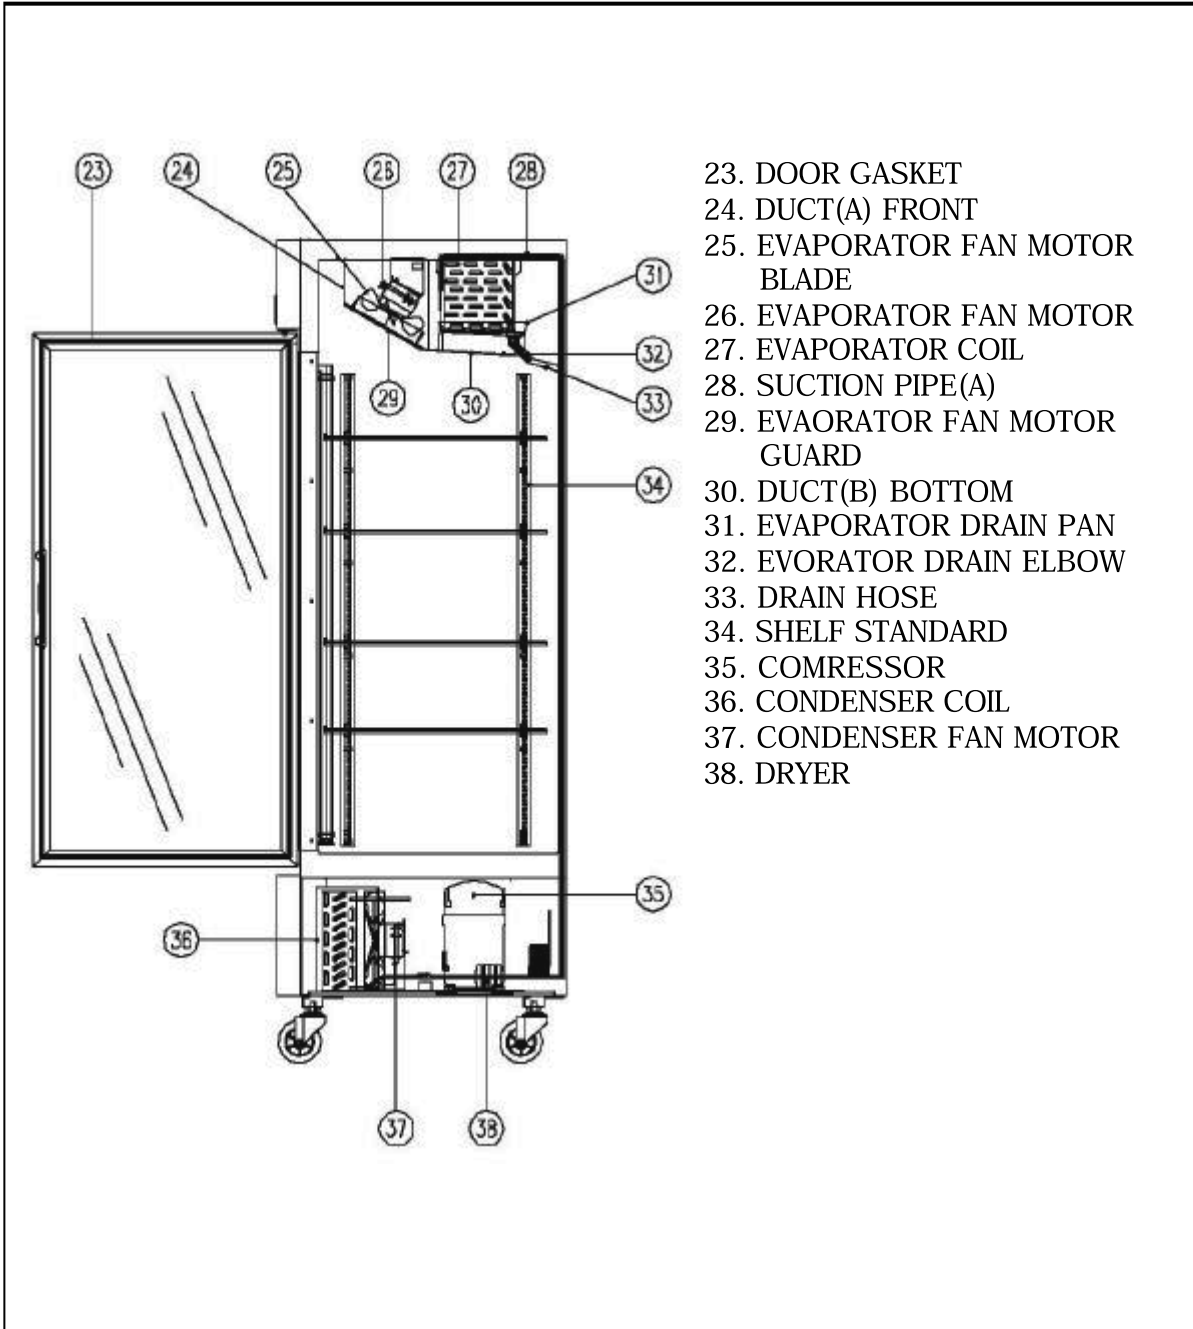 23 24 25 26 27 28
31
32
29 30 33
34
35
36
37 38
23. DOOR GASKET
24. DUCT(A) FRONT
25. EVAPORATOR FAN MOTOR
BLADE
26. EVAPORATOR FAN MOTOR
27. EVAPORATOR COIL
28. SUCTION PIPE(A)
29. EVAORATOR FAN MOTOR
GUARD
30. DUCT(B) BOTTOM
31. EVAPORATOR DRAIN PAN
32. EVORATOR DRAIN ELBOW
33. DRAIN HOSE
34. SHELF STANDARD
35. COMRESSOR
36. CONDENSER COIL
37. CONDENSER FAN MOTOR
38. DRYER